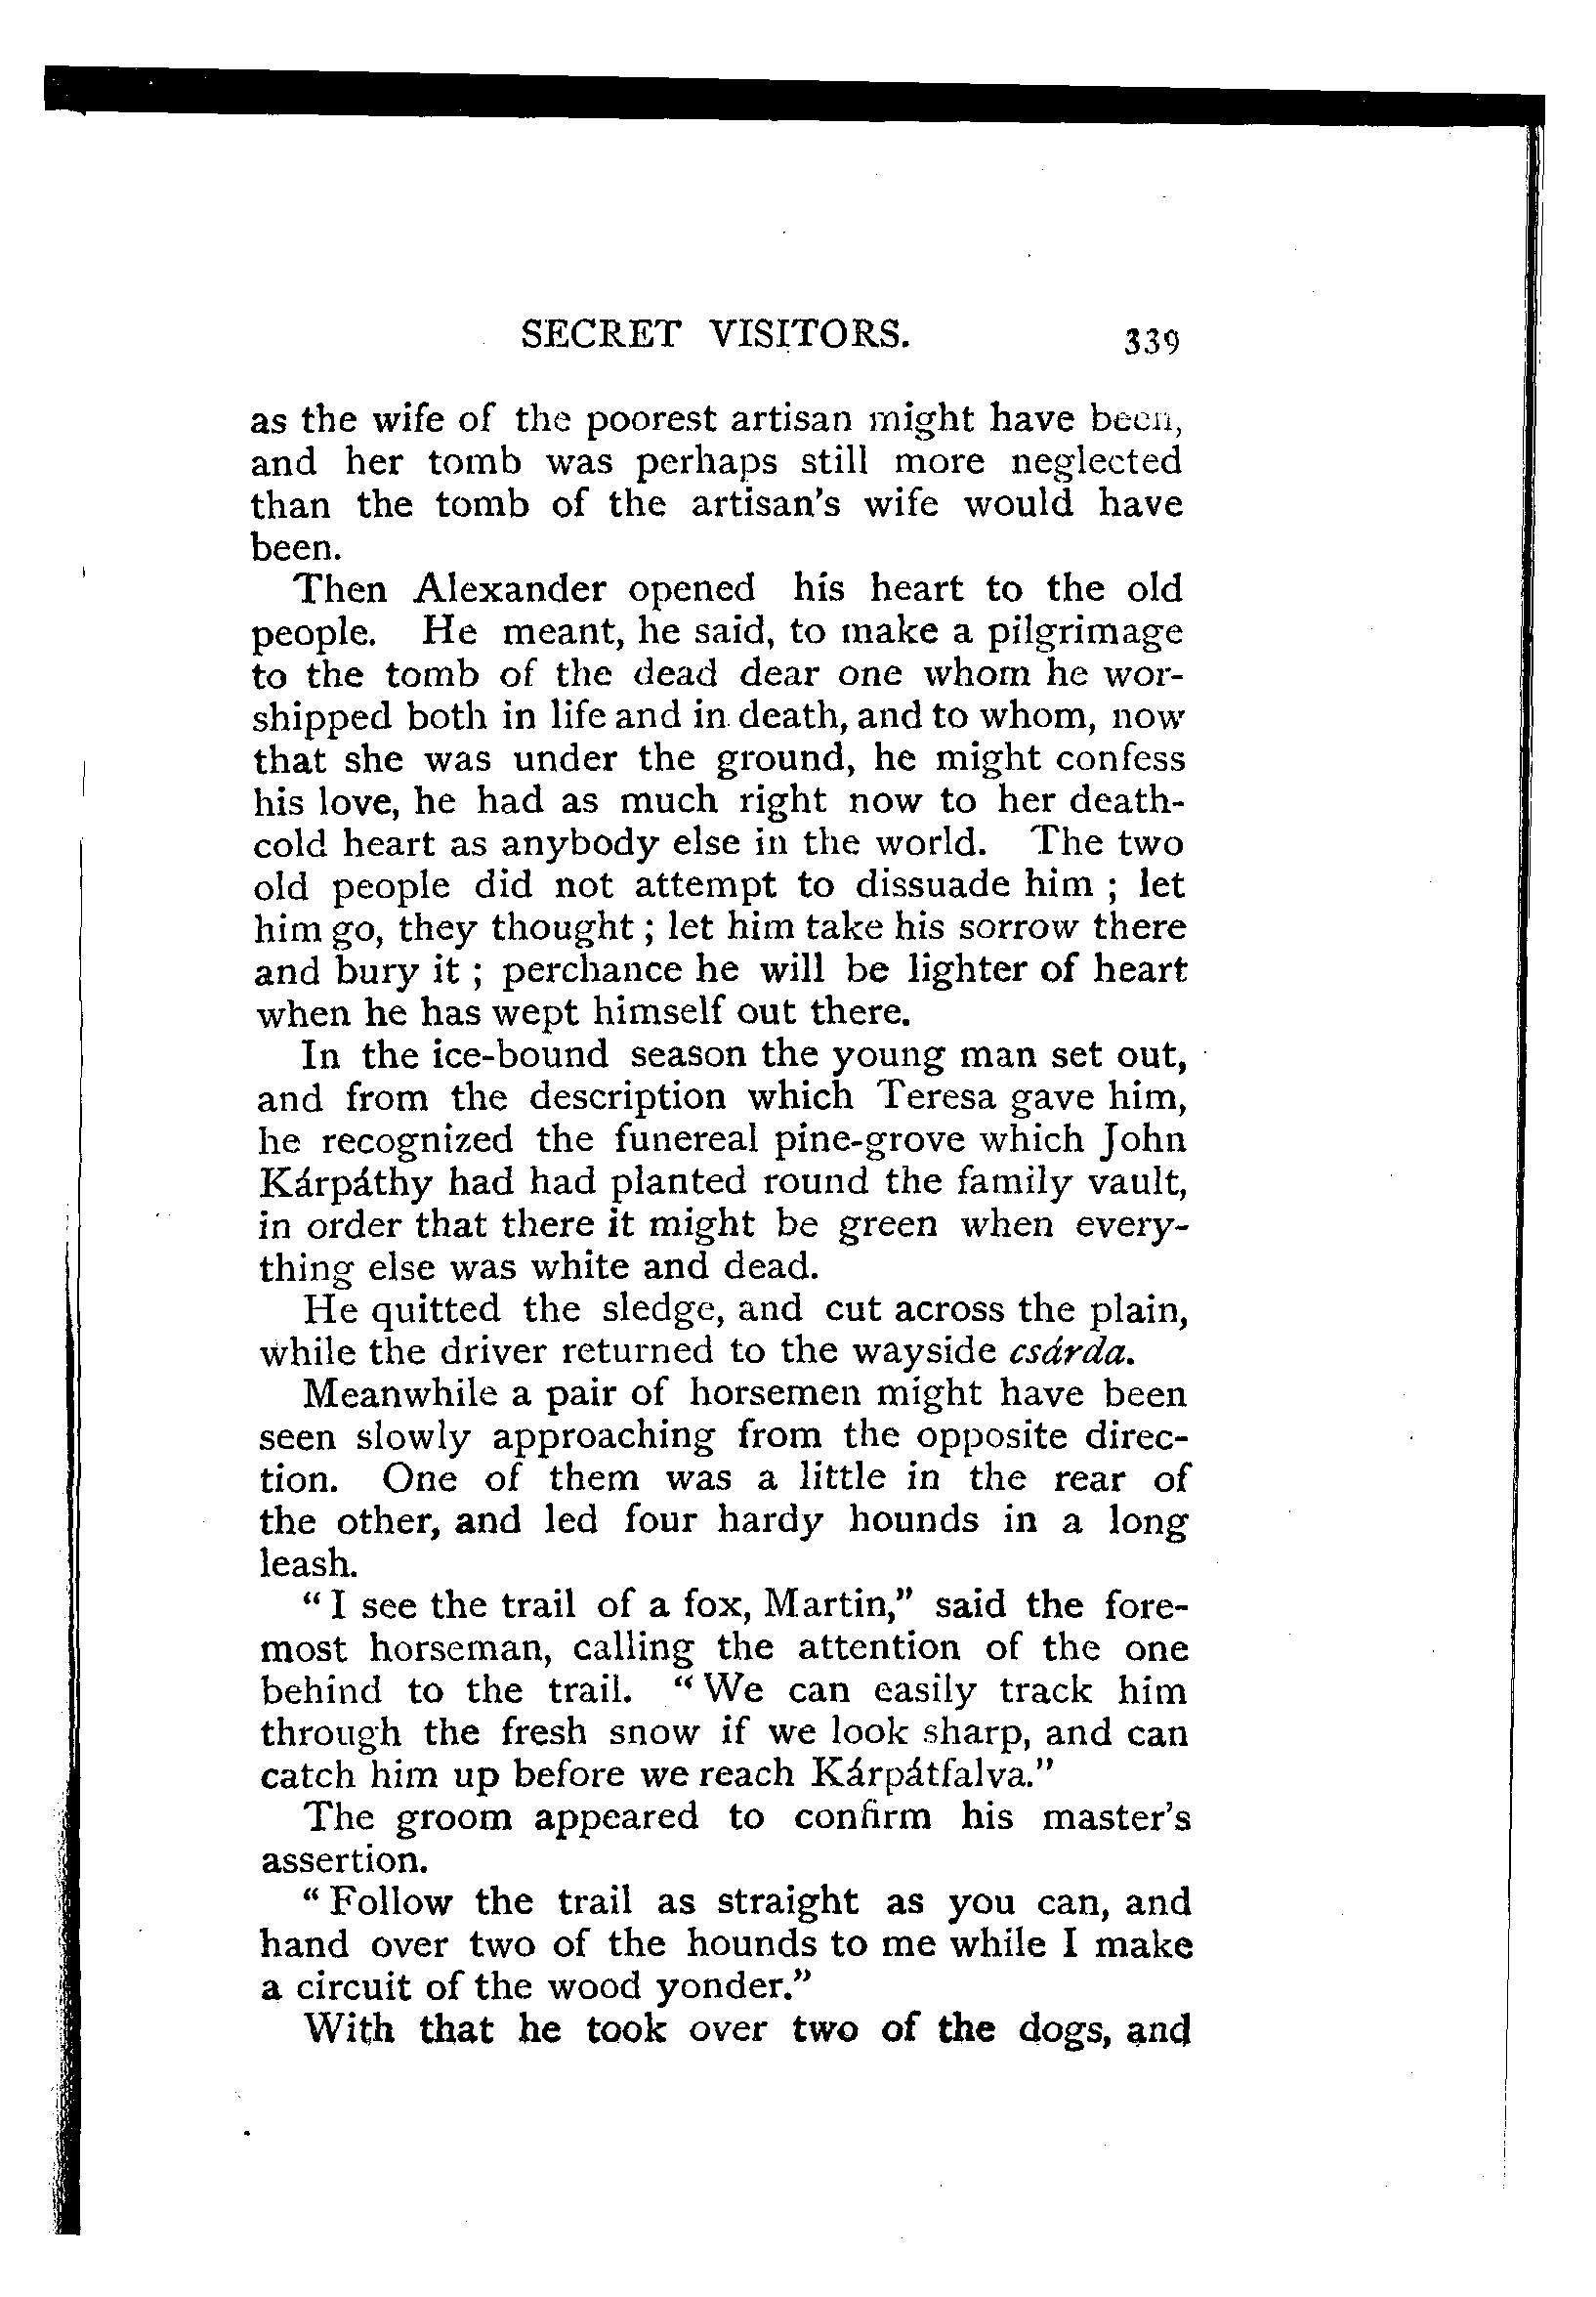 SECRET VISITORS. 339
as the wife of the poorest artisan might have been,
and her tomb was perhaps still more neglected
than the tomb of the artisan's wife would have
been.
Then Alexander opened his heart to the old
people. He meant, he said, to make a pilgrimage
to the tomb of the dead dear one whom he wor-
shipped both in life and in death, and to whom, now
that she was under the ground, he might confess
his love, he had as much right now to her death-
cold heart as anybody else in the world. The two
old people did not attempt to dissuade him ; let
him go, they thought ; let him take his sorrow there
and bury it ; perchance he will be lighter of heart
when he has wept himself out there.
In the ice-bound season the young man set out,
and from the description which Teresa gave him,
he recognized the funereal pine-grove which John
Kárpáthy had had planted round the family vault,
in order that there it might be green when every-
thing else was white and dead.
He quitted the sledge, and cut across the plain,
while the driver returned to the wayside csárda.
Meanwhile a pair of horsemen might have been
seen slowly approaching from the opposite direc-
tion. One of them was a little in the rear of
the other, and led four hardy hounds in a long
leash.
“ I see the trail of a fox, Martin,” said the fore-
most horseman, calling the attention of the one
behind to the trail. “ We can easily track him
through the fresh snow if we look sharp, and can
catch him up before we reach Kárpátfalva.”
The groom appeared to confirm his master's
assertion.
“ Follow the trail as straight as you can, and
hand over two of the hounds to me while I make
a circuit of the wood yonder.”
With that he took over two of the dogs, and